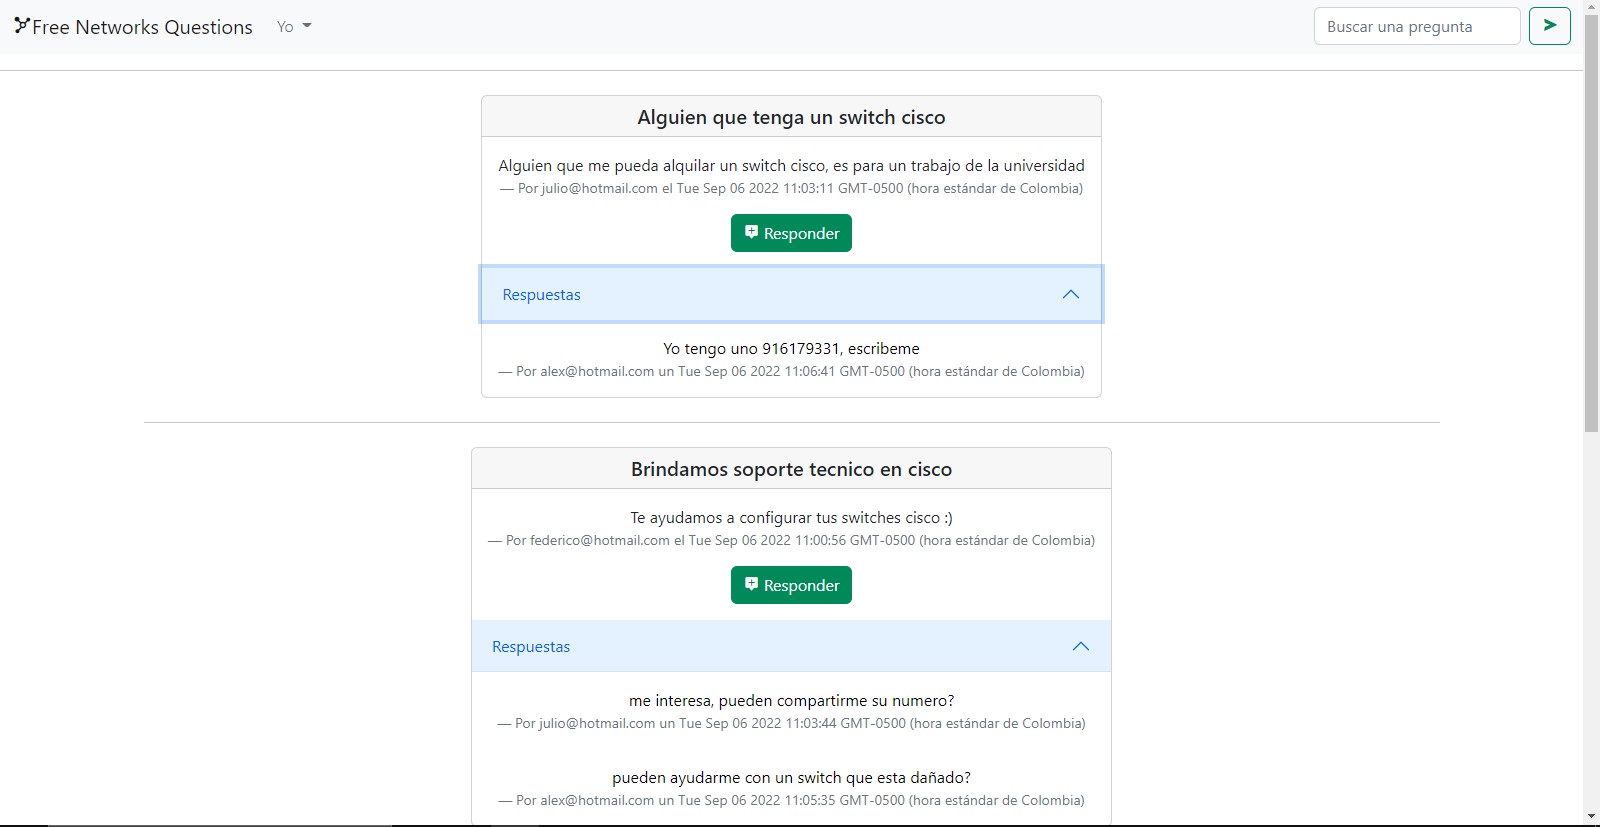 Free Networks Questions Yo Buscar una pregunta
Alguien que tenga un switch cisco
Alguien que me pueda alquilar un switch cisco, es para un trabajo de la universidad
— Por julio@hotmail.com el Tue Sep 06 2022 11:03:11 GMT-0500 (hora estándar de Colombia)
Responder
Respuestas
Yo tengo uno 916179331, escribeme
— Por alex@hotmail.com un Tue Sep 06 2022 11:06:41 GMT-0500 (hora estándar de Colombia)
Brindamos soporte tecnico en cisco
Te ayudamos a configurar tus switches cisco :)
— Por federico@hotmail.com el Tue Sep 06 2022 11:00:56 GMT-0500 (hora estándar de Colombia)
Responder
Respuestas
me interesa, pueden compartirme su numero?
— Por julio@hotmail.com un Tue Sep 06 2022 11:03:44 GMT-0500 (hora estándar de Colombia)
pueden ayudarme con un switch que esta dañado?
— Por alex@hotmail.com un Tue Sep 06 2022 11:05:35 GMT-0500 (hora estándar de Colombia)